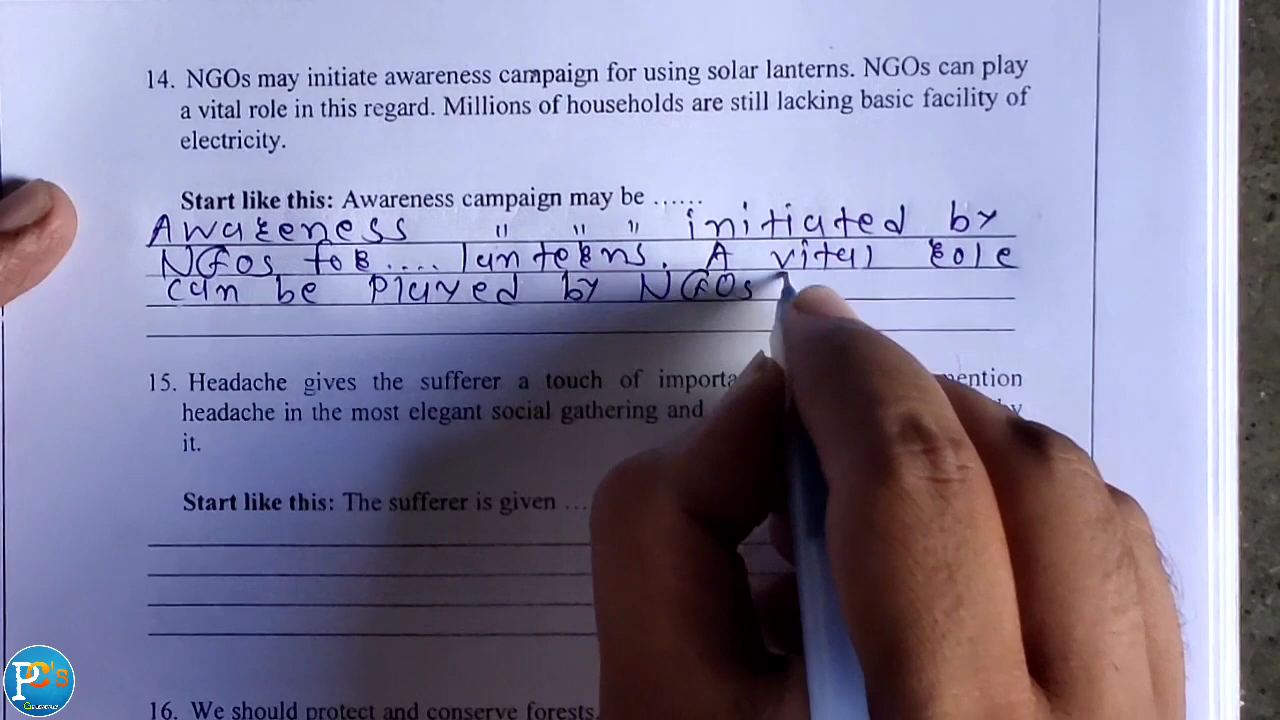 14. NGOs may initiate awareness campaign for using solar lanterns. NGOs can play
a vital role in this regard. Millions of households are still lacking basic facility of
electricity.
Start like this: Awareness campaign may be ......
Awareness " " " initiated by
NGOs for.... lanterns. A vital role
can be played by NGOs
15. Headache gives the sufferer a touch of
headache in the most elegant social gathering and
it.
Start like this: The sufferer is given ...
16. We should protect and conserve forests.
PC's